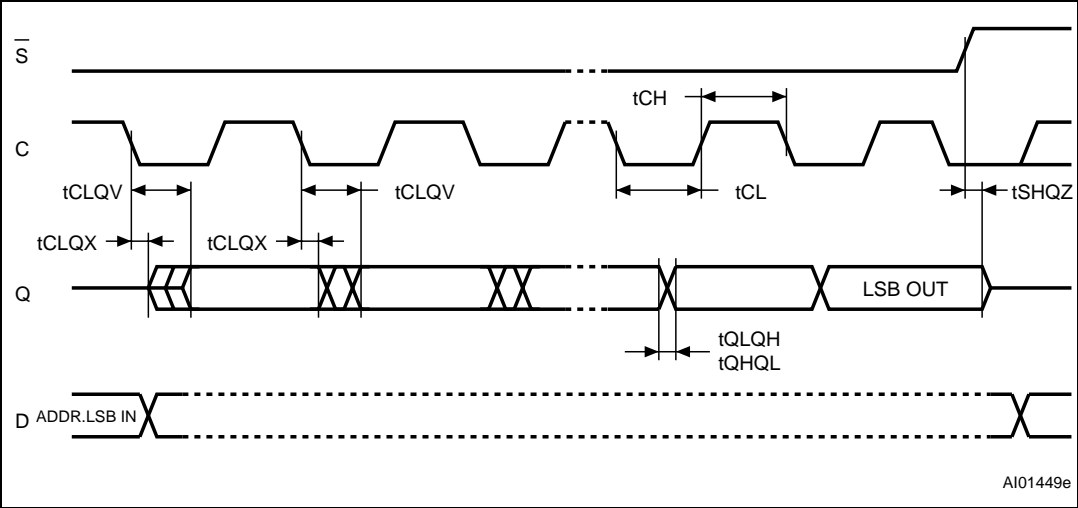 S
tCH
C
tCLQV
tCLQV
tCL
tSHQZ
tCLQX
tCLQX
Q
LSB OUT
tQLQH
tQHQL
D
ADDR.LSB IN
AI01449e